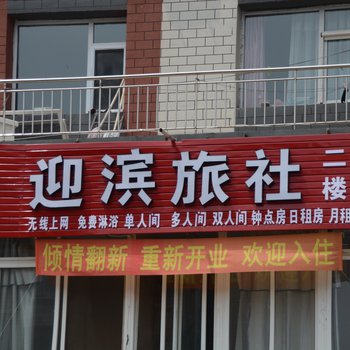 迎滨旅社 二楼
无线上网 免费淋浴 单人间 多人间 双人间 钟点房 日租房 月租
倾情翻新 重新开业 欢迎入住